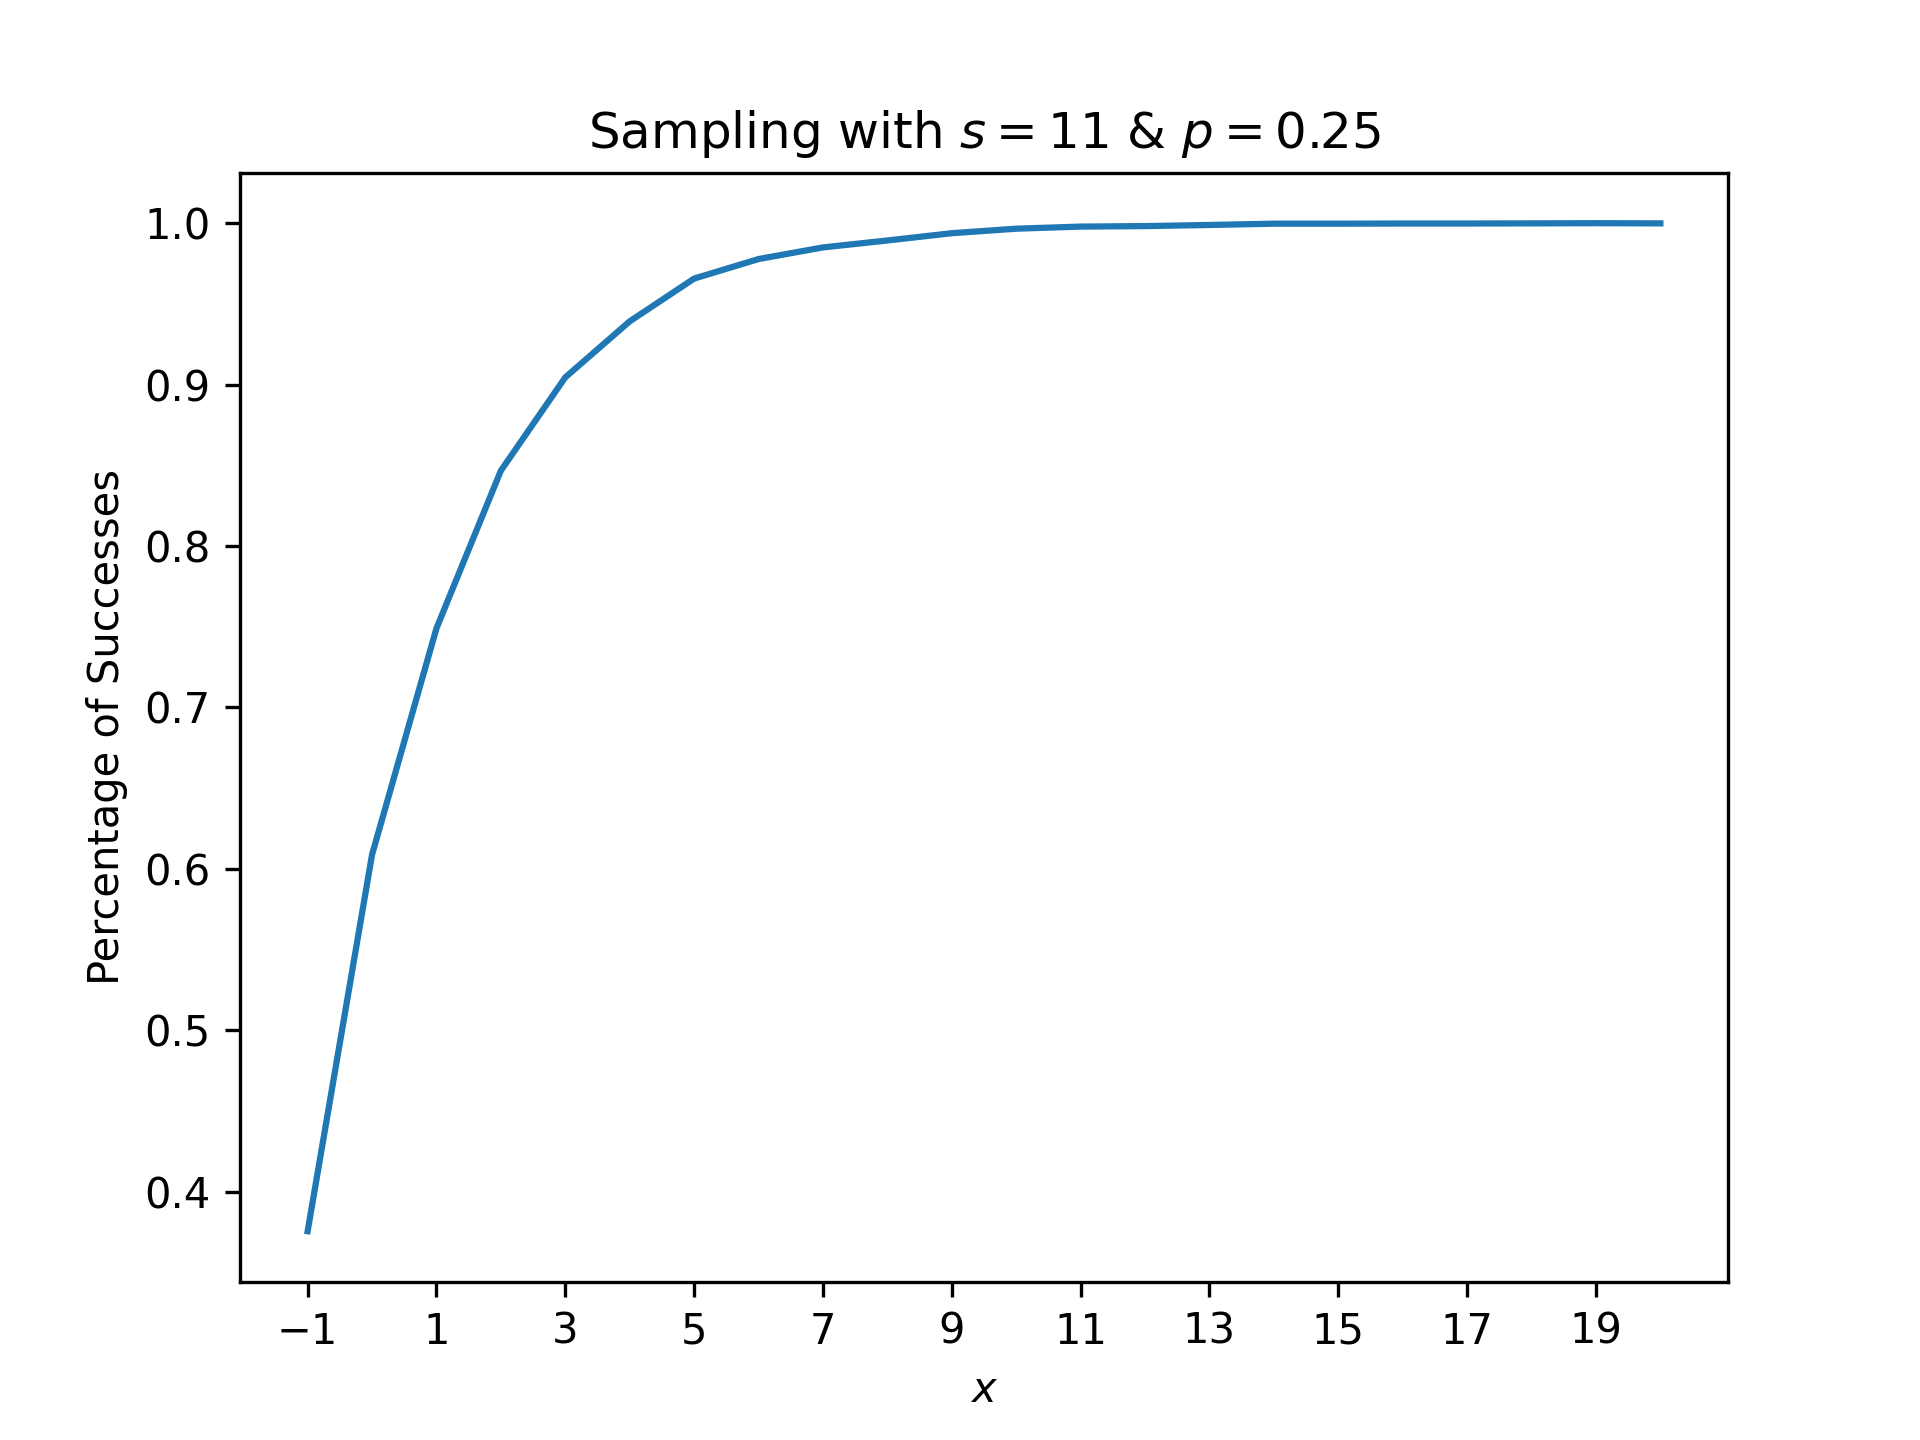 Sampling with s = 11 & p = 0.25
1.0
0.9
0.8
0.7
0.6
0.5
0.4
Percentage of Successes
−1 1 3 5 7 9 11 13 15 17 19
x